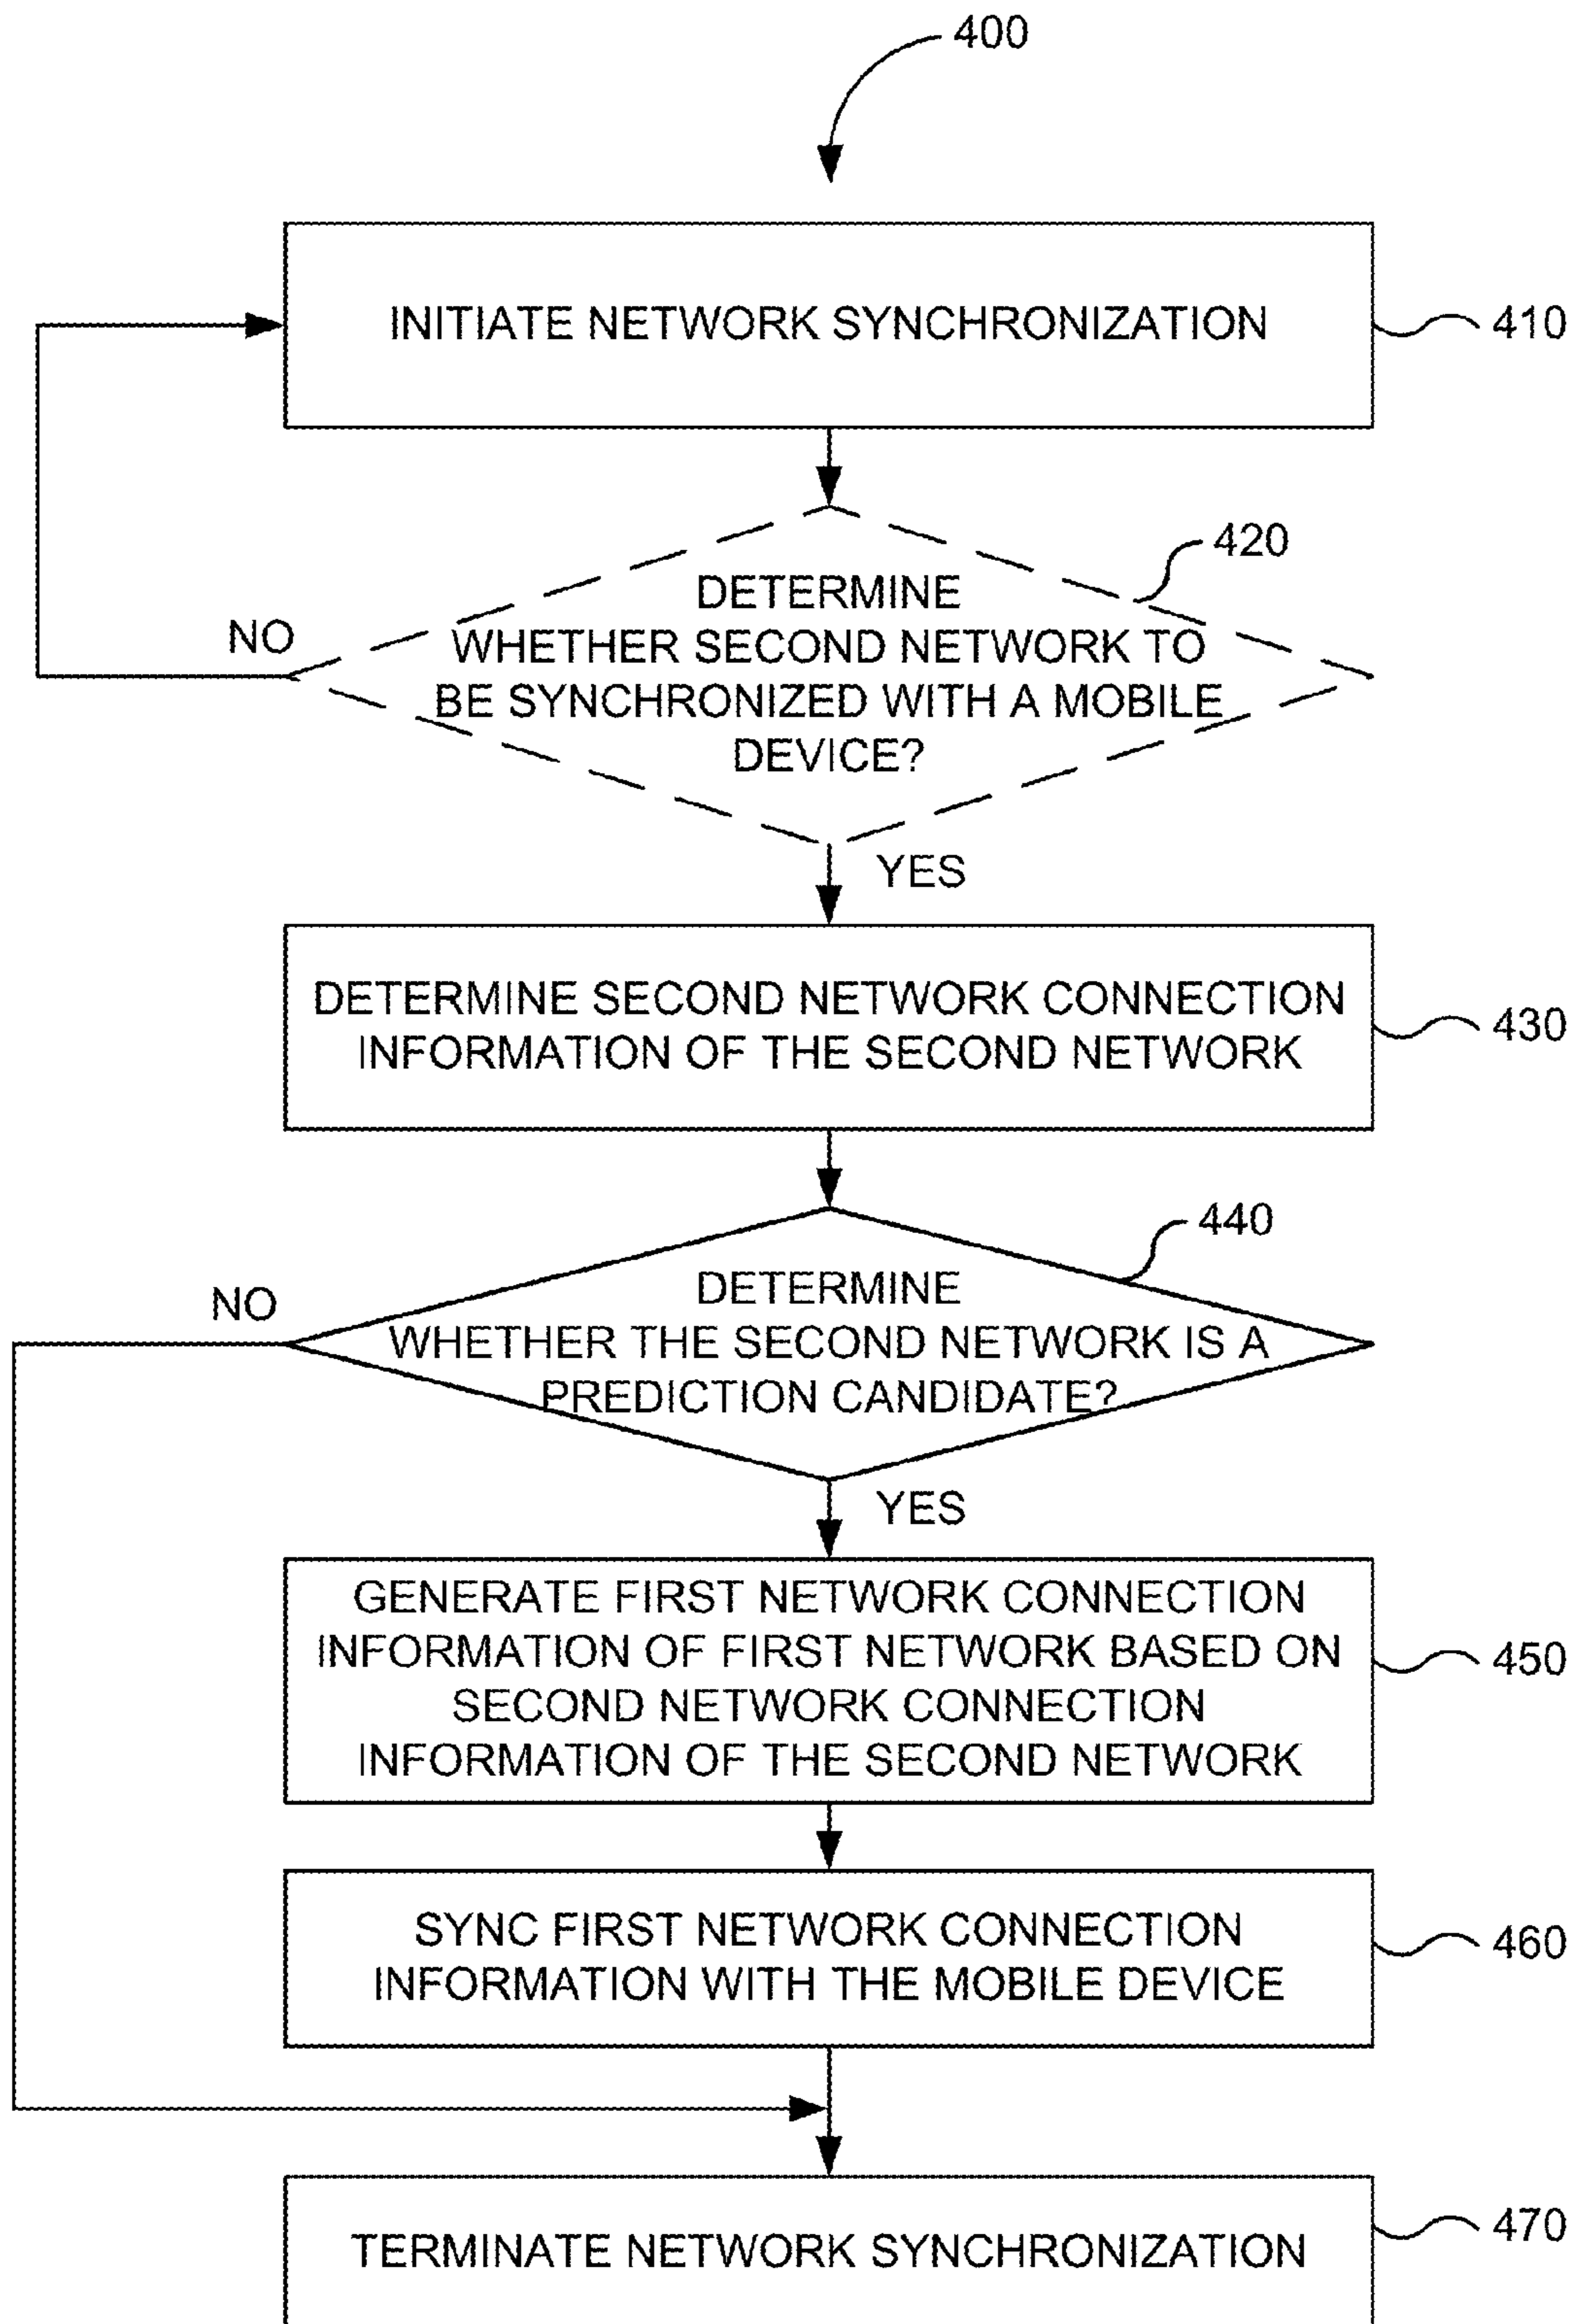 400
INITIATE NETWORK SYNCHRONIZATION
410
420
DETERMINE
WHETHER SECOND NETWORK TO
BE SYNCHRONIZED WITH A MOBILE
DEVICE?
NO
YES
DETERMINE SECOND NETWORK CONNECTION
INFORMATION OF THE SECOND NETWORK
430
440
DETERMINE
WHETHER THE SECOND NETWORK IS A
PREDICTION CANDIDATE?
NO
YES
GENERATE FIRST NETWORK CONNECTION
INFORMATION OF FIRST NETWORK BASED ON
SECOND NETWORK CONNECTION
INFORMATION OF THE SECOND NETWORK
450
SYNC FIRST NETWORK CONNECTION
INFORMATION WITH THE MOBILE DEVICE
460
TERMINATE NETWORK SYNCHRONIZATION
470